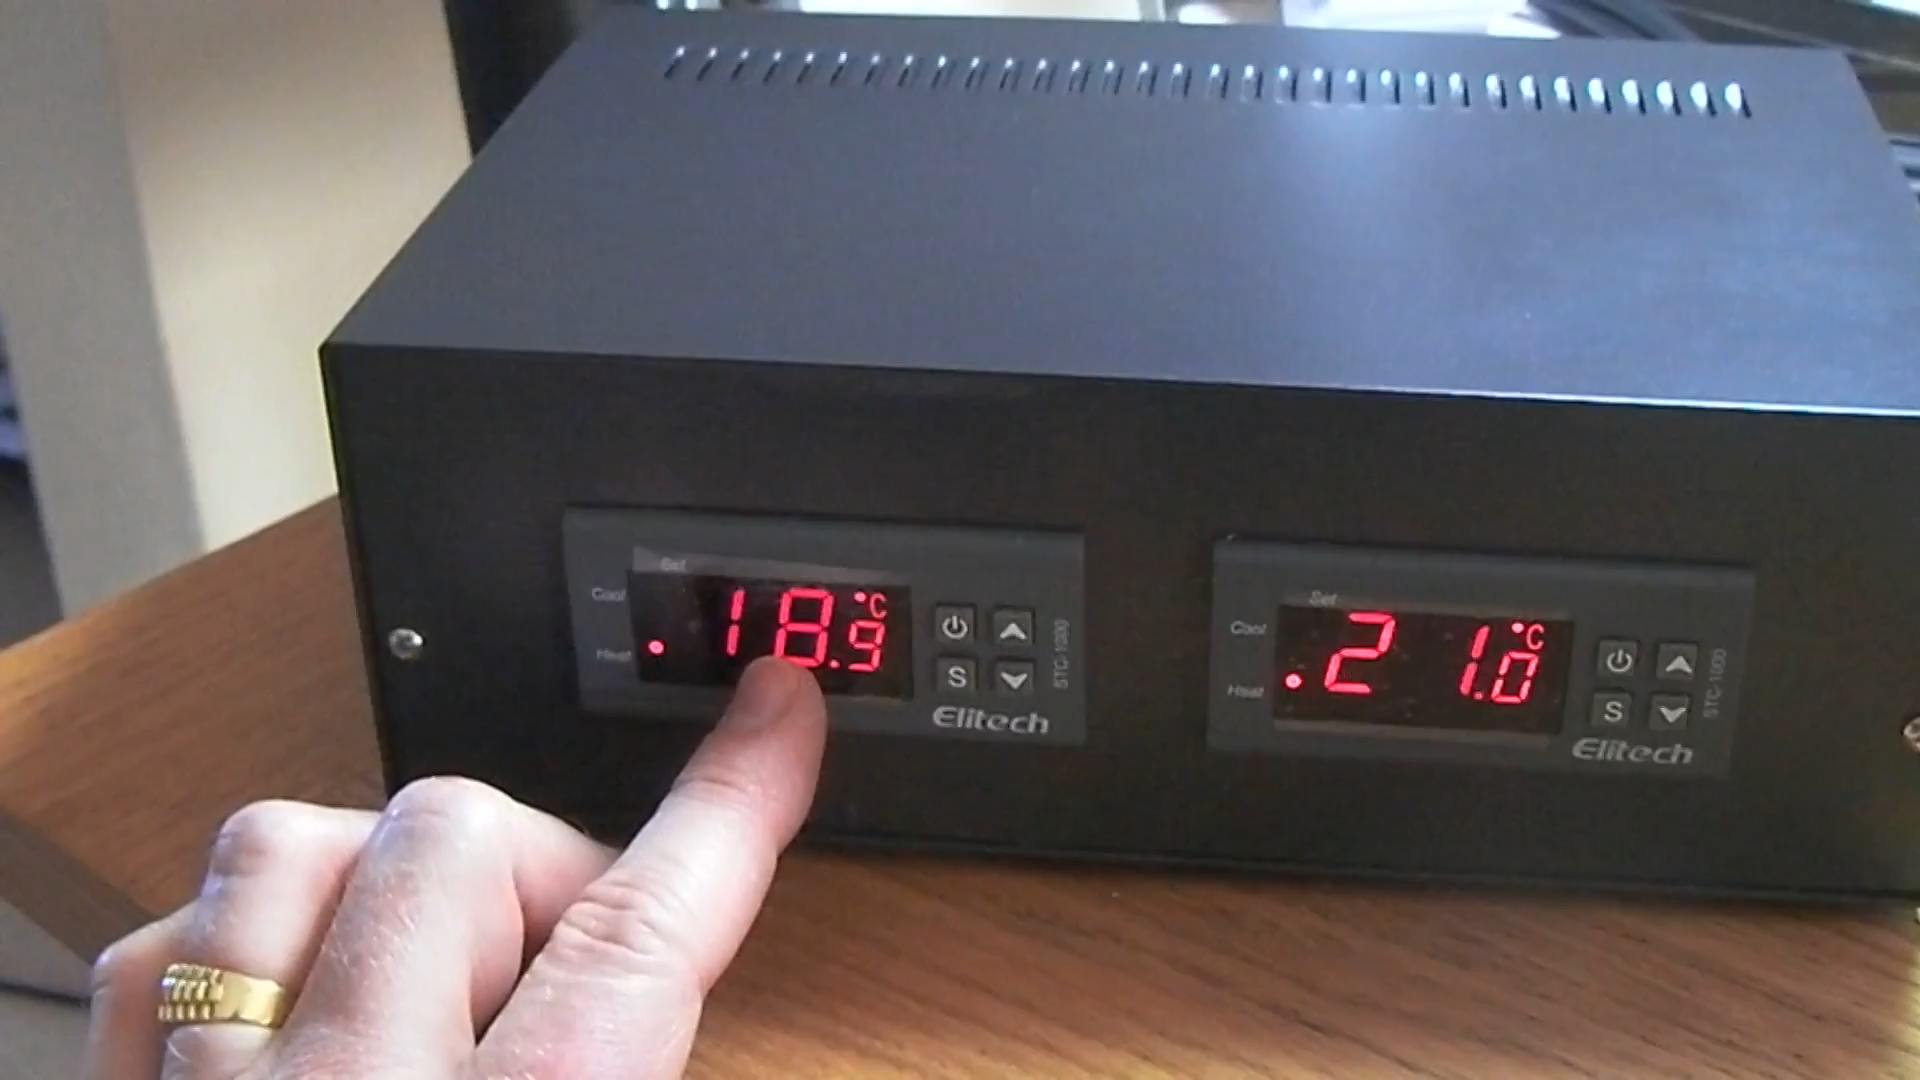 Set
Cool
Heat
18.9 °C
S
STC-1000
Elitech
Set
Cool
Heat
21.0 °C
S
STC-1000
Elitech